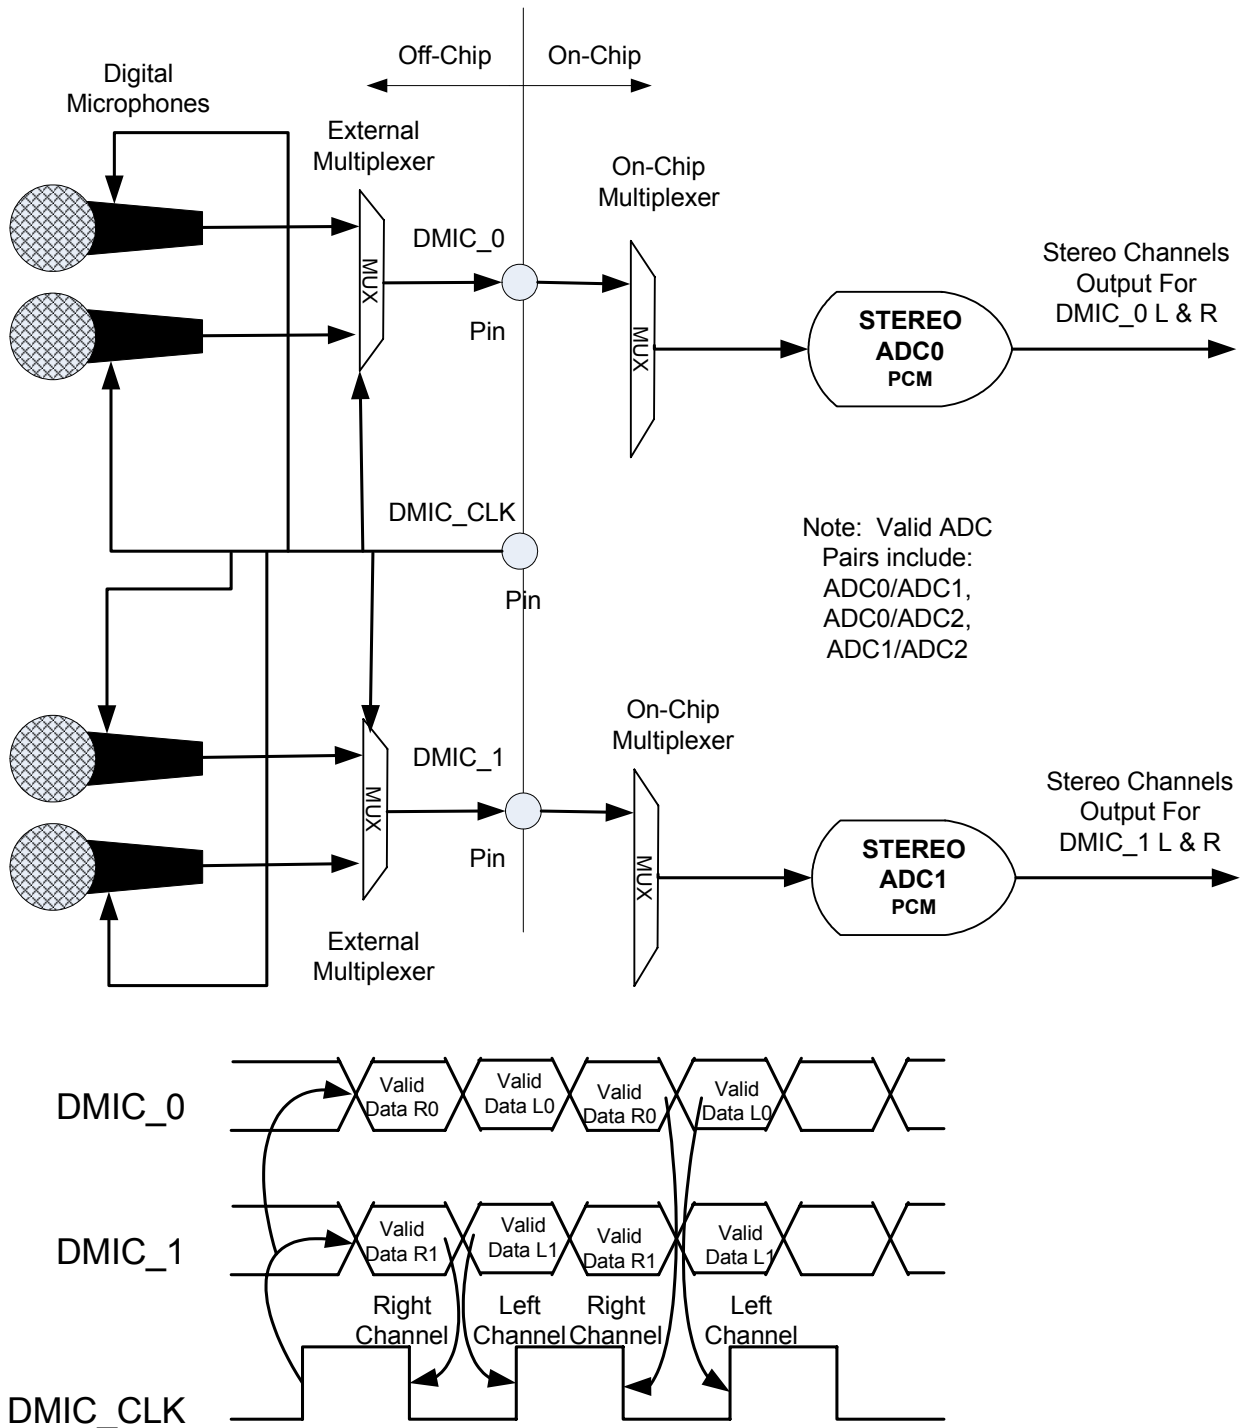 Off-Chip
On-Chip
Digital
Microphones
External
Multiplexer
On-Chip
Multiplexer
DMIC_0
MUX
Pin
MUX
STEREO
ADC0
PCM
Stereo Channels
Output For
DMIC_0 L & R
DMIC_CLK
Pin
Note: Valid ADC
Pairs include:
ADC0/ADC1,
ADC0/ADC2,
ADC1/ADC2
On-Chip
Multiplexer
DMIC_1
MUX
Pin
MUX
STEREO
ADC1
PCM
Stereo Channels
Output For
DMIC_1 L & R
External
Multiplexer
DMIC_0
Valid
Data R0
Valid
Data L0
Valid
Data R0
Valid
Data L0
DMIC_1
Valid
Data R1
Valid
Data L1
Valid
Data R1
Valid
Data L1
Right
Channel
Left
Channel
Right
Channel
Left
Channel
DMIC_CLK